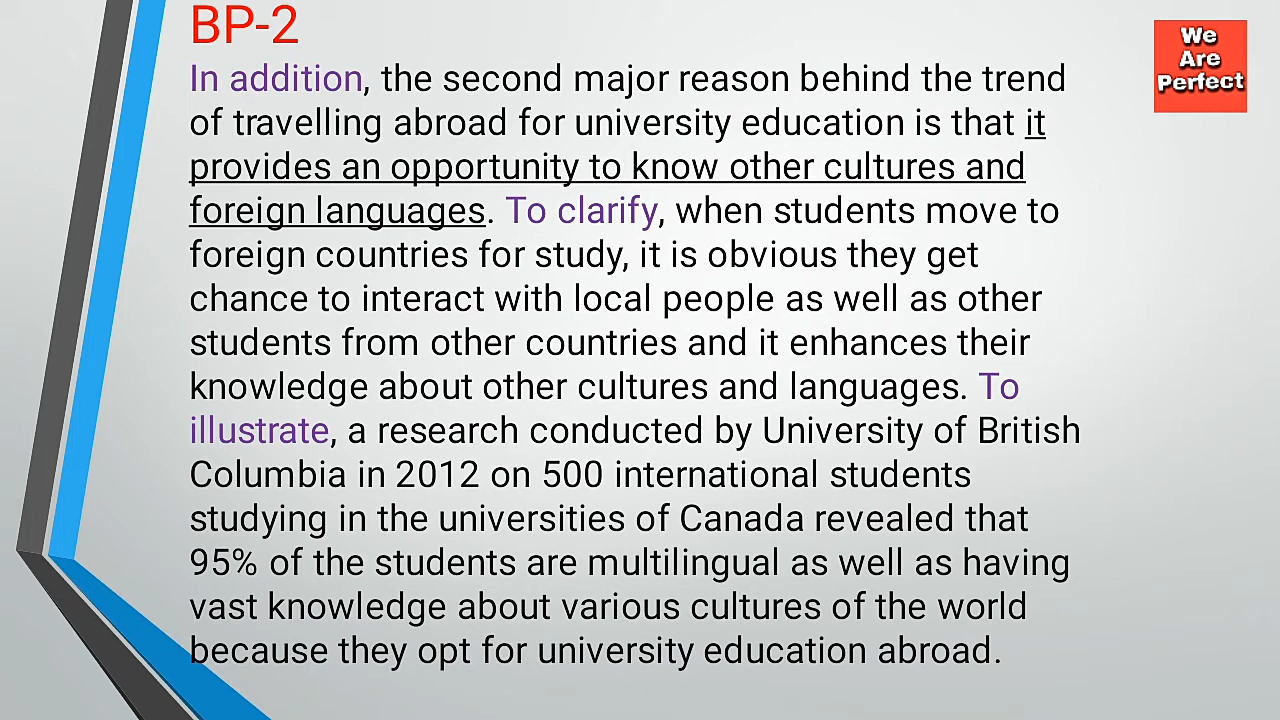 BP-2
We
Are
Perfect
In addition, the second major reason behind the trend
of travelling abroad for university education is that it
provides an opportunity to know other cultures and
foreign languages. To clarify, when students move to
foreign countries for study, it is obvious they get
chance to interact with local people as well as other
students from other countries and it enhances their
knowledge about other cultures and languages. To
illustrate, a research conducted by University of British
Columbia in 2012 on 500 international students
studying in the universities of Canada revealed that
95% of the students are multilingual as well as having
vast knowledge about various cultures of the world
because they opt for university education abroad.